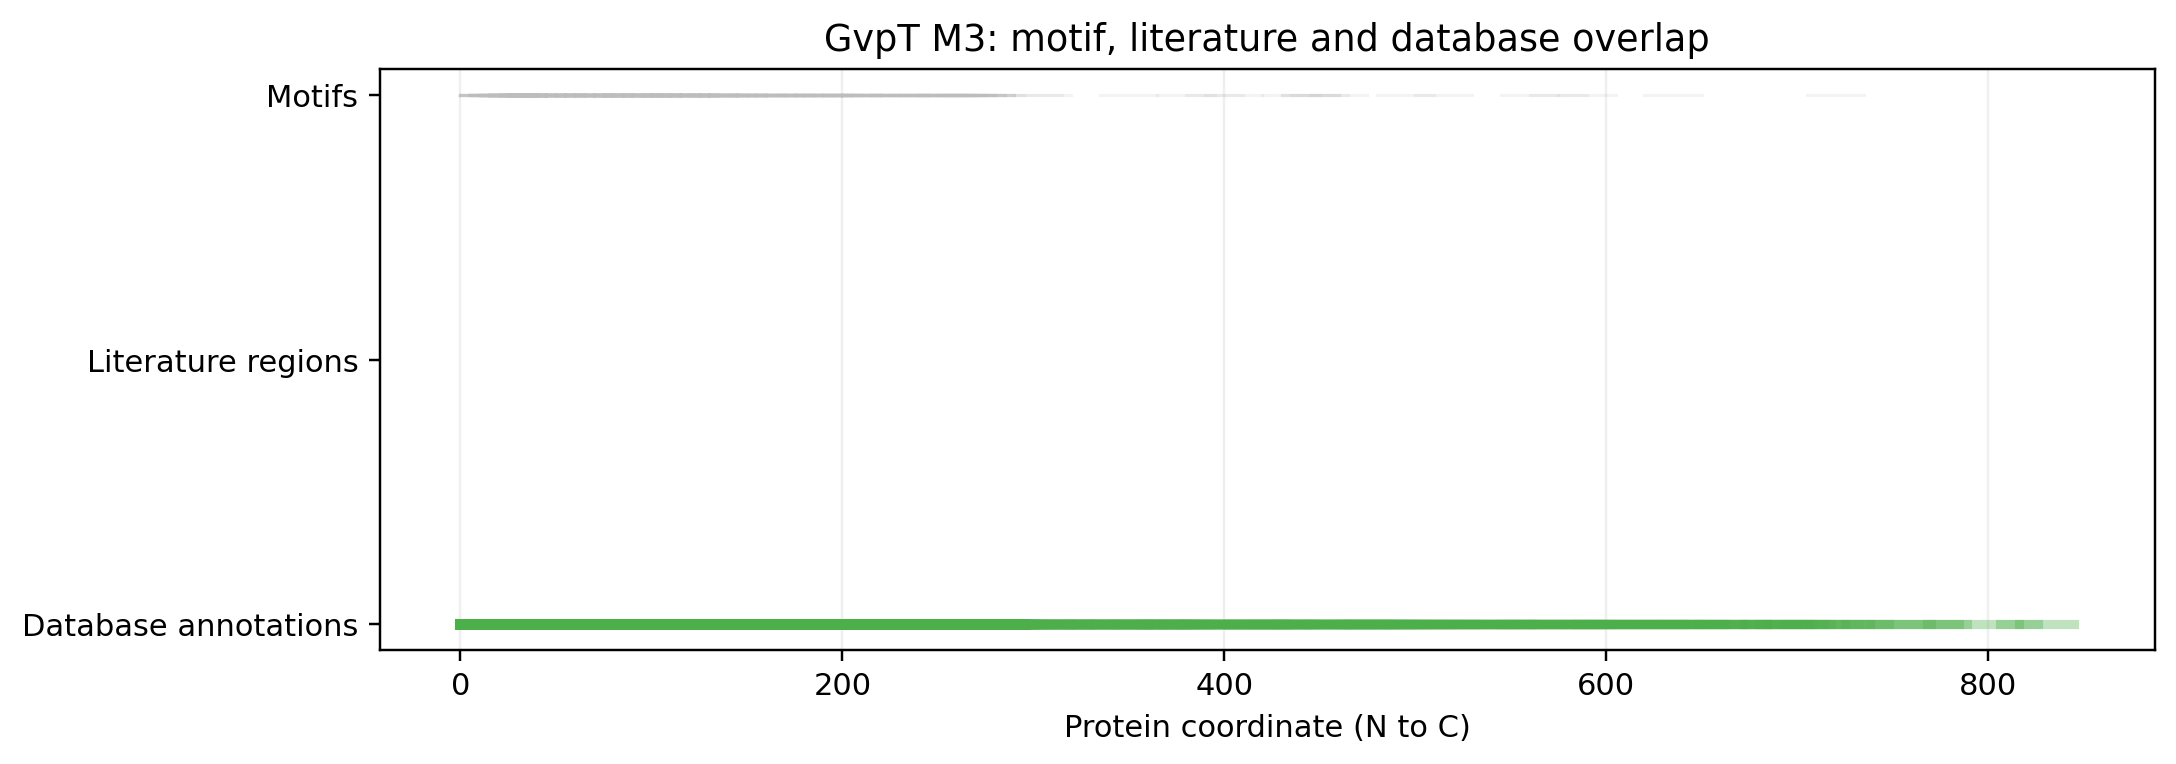 GvpT M3: motif, literature and database overlap
Motifs
Literature regions
Database annotations
0 200 400 600 800
Protein coordinate (N to C)